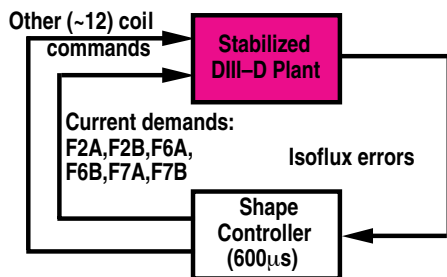 Other (~12) coil
commands
Stabilized
DIII–D Plant
Current demands:
F2A,F2B,F6A,
F6B,F7A,F7B
Isoflux errors
Shape
Controller
(600μs)